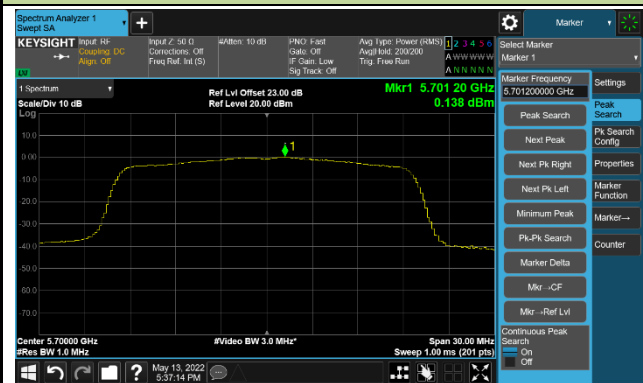 Spectrum Analyzer 1
Swept SA
Marker
KEYSIGHT
Input: RF
Coupling: DC
Align: Off
Input Z: 50 Ω
Corrections: Off
Freq Ref: Int (S)
#Atten: 10 dB
PNO: Fast
Gate: Off
IF Gain: Low
Sig Track: Off
Avg Type: Power (RMS)
Avg|Hold: 200/200
Trig: Free Run
1 2 3 4 5 6
A W W W W W
A N N N N N
Select Marker
Marker 1
LXI
1 Spectrum
Scale/Div 10 dB
Log
Ref Lvl Offset 23.00 dB
Ref Level 20.00 dBm
Mkr1 5.701 20 GHz
0.138 dBm
Marker Frequency
5.701200000 GHz
Peak Search
Next Peak
Next Pk Right
Next Pk Left
Minimum Peak
Pk-Pk Search
Marker Delta
Mkr→CF
Mkr→Ref Lvl
Continuous Peak
Search
On
Off
Settings
Peak
Search
Pk Search
Config
Properties
Marker
Function
Marker→
Counter
10.0
0.00
-10.0
-20.0
-30.0
-40.0
-50.0
-60.0
-70.0
1
Center 5.70000 GHz
#Res BW 1.0 MHz
#Video BW 3.0 MHz*
Span 30.00 MHz
Sweep 1.00 ms (201 pts)
?
May 13, 2022
5:37:14 PM